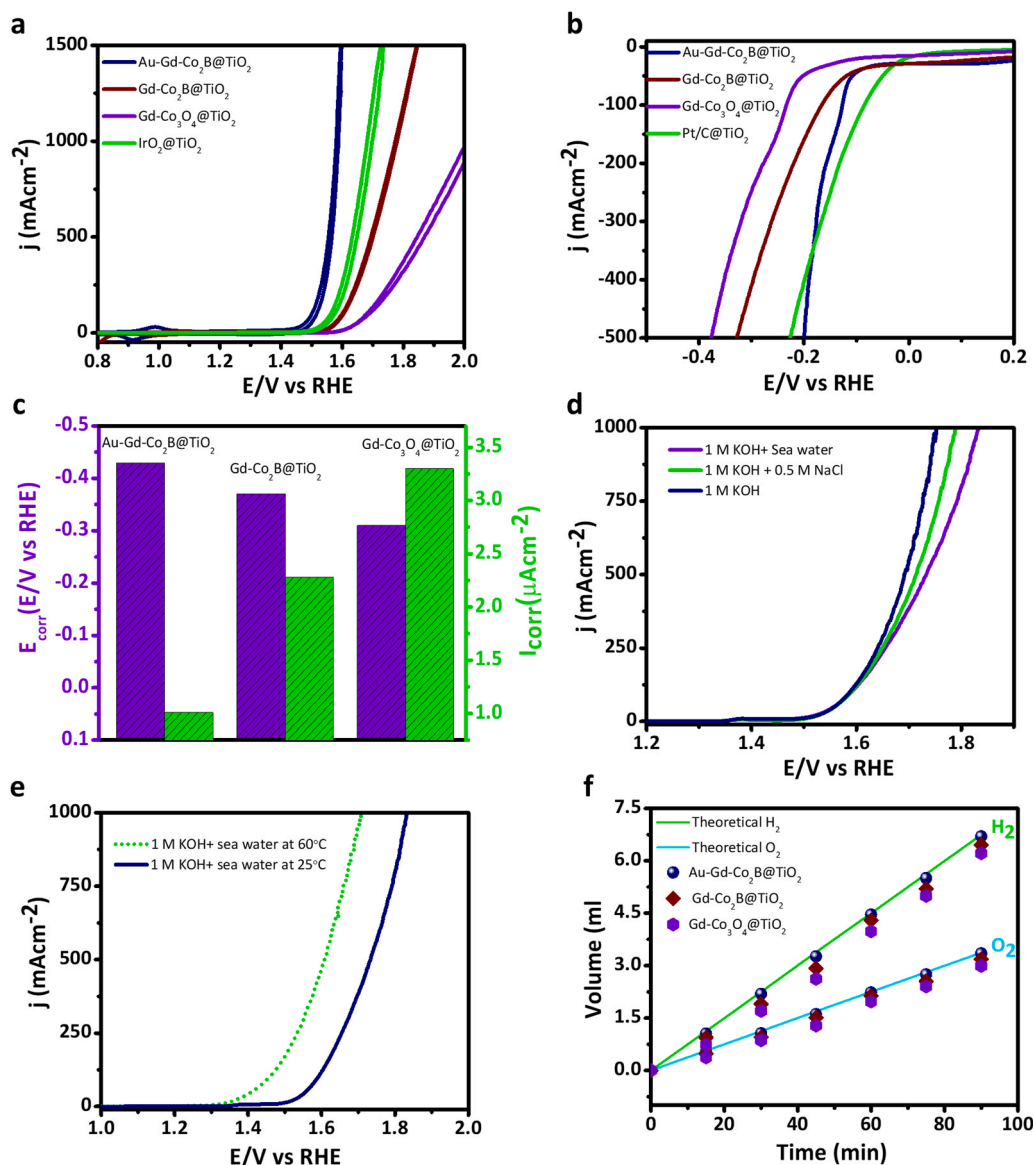 a
1500
1000
500
0
j (mAcm-2)
Au-Gd-Co2B@TiO2
Gd-Co2B@TiO2
Gd-Co3O4@TiO2
IrO2@TiO2
0.8 1.0 1.2 1.4 1.6 1.8 2.0
E/V vs RHE
b
0
-100
-200
-300
-400
-500
j (mAcm-2)
Au-Gd-Co2B@TiO2
Gd-Co2B@TiO2
Gd-Co3O4@TiO2
Pt/C@TiO2
-0.4 -0.2 0.0 0.2
E/V vs RHE
c
-0.5
-0.4
-0.3
-0.2
-0.1
0.0
0.1
Ecorr(E/V vs RHE)
Au-Gd-Co2B@TiO2
Gd-Co2B@TiO2
Gd-Co3O4@TiO2
3.5
3.0
2.5
2.0
1.5
1.0
Icorr(μAcm-2)
d
1000
750
500
250
0
j (mAcm-2)
1 M KOH+ Sea water
1 M KOH + 0.5 M NaCl
1 M KOH
1.2 1.4 1.6 1.8
E/V vs RHE
e
1000
750
500
250
0
j (mAcm-2)
1 M KOH+ sea water at 60°C
1 M KOH+ sea water at 25°C
1.0 1.2 1.4 1.6 1.8 2.0
E/V vs RHE
f
7.5
6.0
4.5
3.0
1.5
0.0
Volume (ml)
Theoretical H2
Theoretical O2
Au-Gd-Co2B@TiO2
Gd-Co2B@TiO2
Gd-Co3O4@TiO2
H2
O2
0 20 40 60 80 100
Time (min)